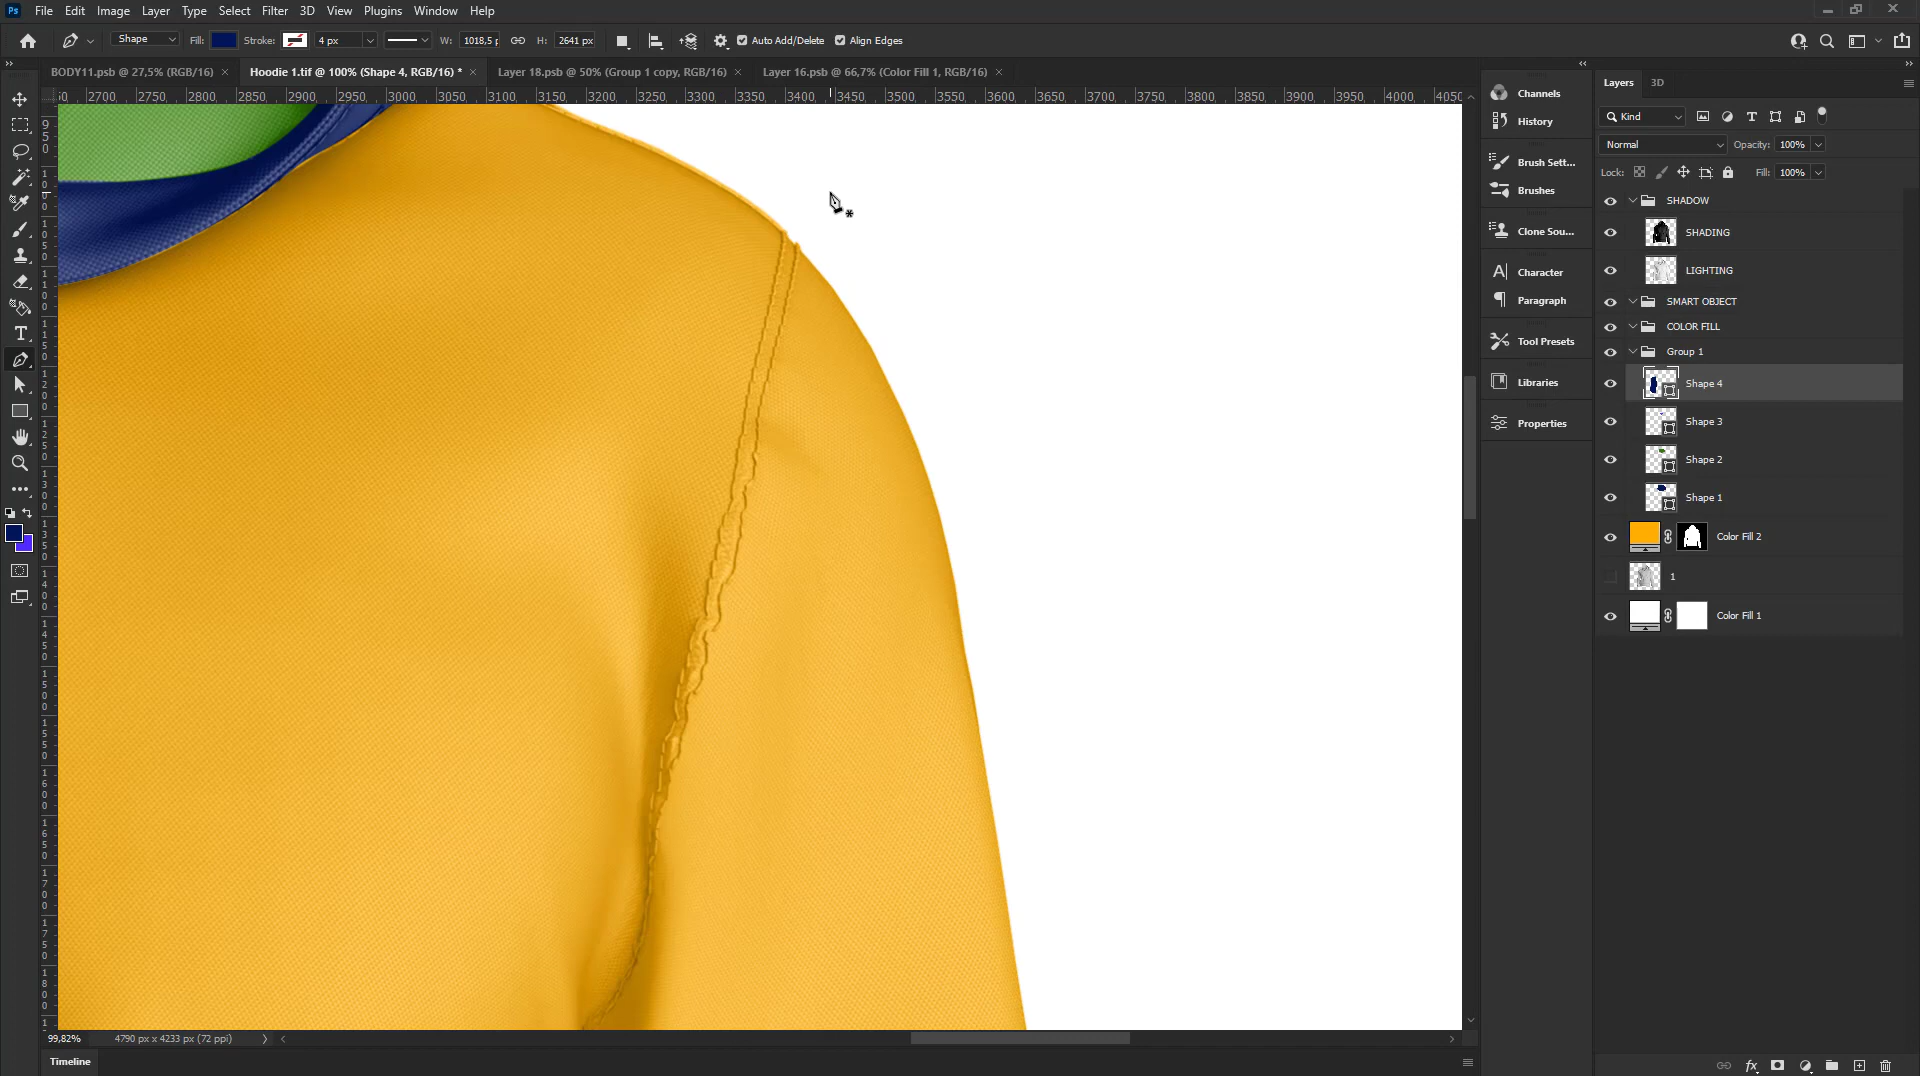 Ps File Edit Image Layer Type Select Filter 3D View Plugins Window Help
Shape Fill: Stroke: 4 px W: 1018,5 p H: 2641 px Auto Add/Delete Align Edges
BODY11.psb @ 27,5% (RGB/16) × Hoodie 1.tif @ 100% (Shape 4, RGB/16) * × Layer 18.psb @ 50% (Group 1 copy, RGB/16) × Layer 16.psb @ 66,7% (Color Fill 1, RGB/16) ×
2700 2750 2800 2850 2900 2950 3000 3050 3100 3150 3200 3250 3300 3350 3400 3450 3500 3550 3600 3650 3700 3750 3800 3850 3900 3950 4000 4050
Channels
History
Brush Sett...
Brushes
Clone Sou...
Character
Paragraph
Tool Presets
Libraries
Properties
Layers 3D
Kind
Normal Opacity: 100%
Lock: Fill: 100%
SHADOW
SHADING
LIGHTING
SMART OBJECT
COLOR FILL
Group 1
Shape 4
Shape 3
Shape 2
Shape 1
Color Fill 2
1
Color Fill 1
99,82% 4790 px x 4233 px (72 ppi)
Timeline